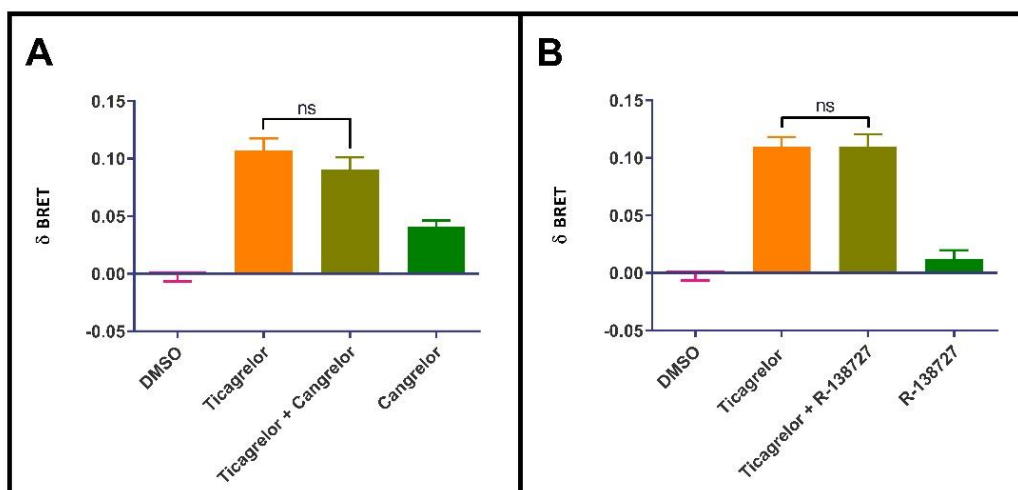 A
δ BRET
0.15
0.10
0.05
0.00
-0.05
ns
DMSO
Ticagrelor
Ticagrelor + Cangrelor
Cangrelor
B
δ BRET
0.15
0.10
0.05
0.00
-0.05
ns
DMSO
Ticagrelor
Ticagrelor + R-138727
R-138727